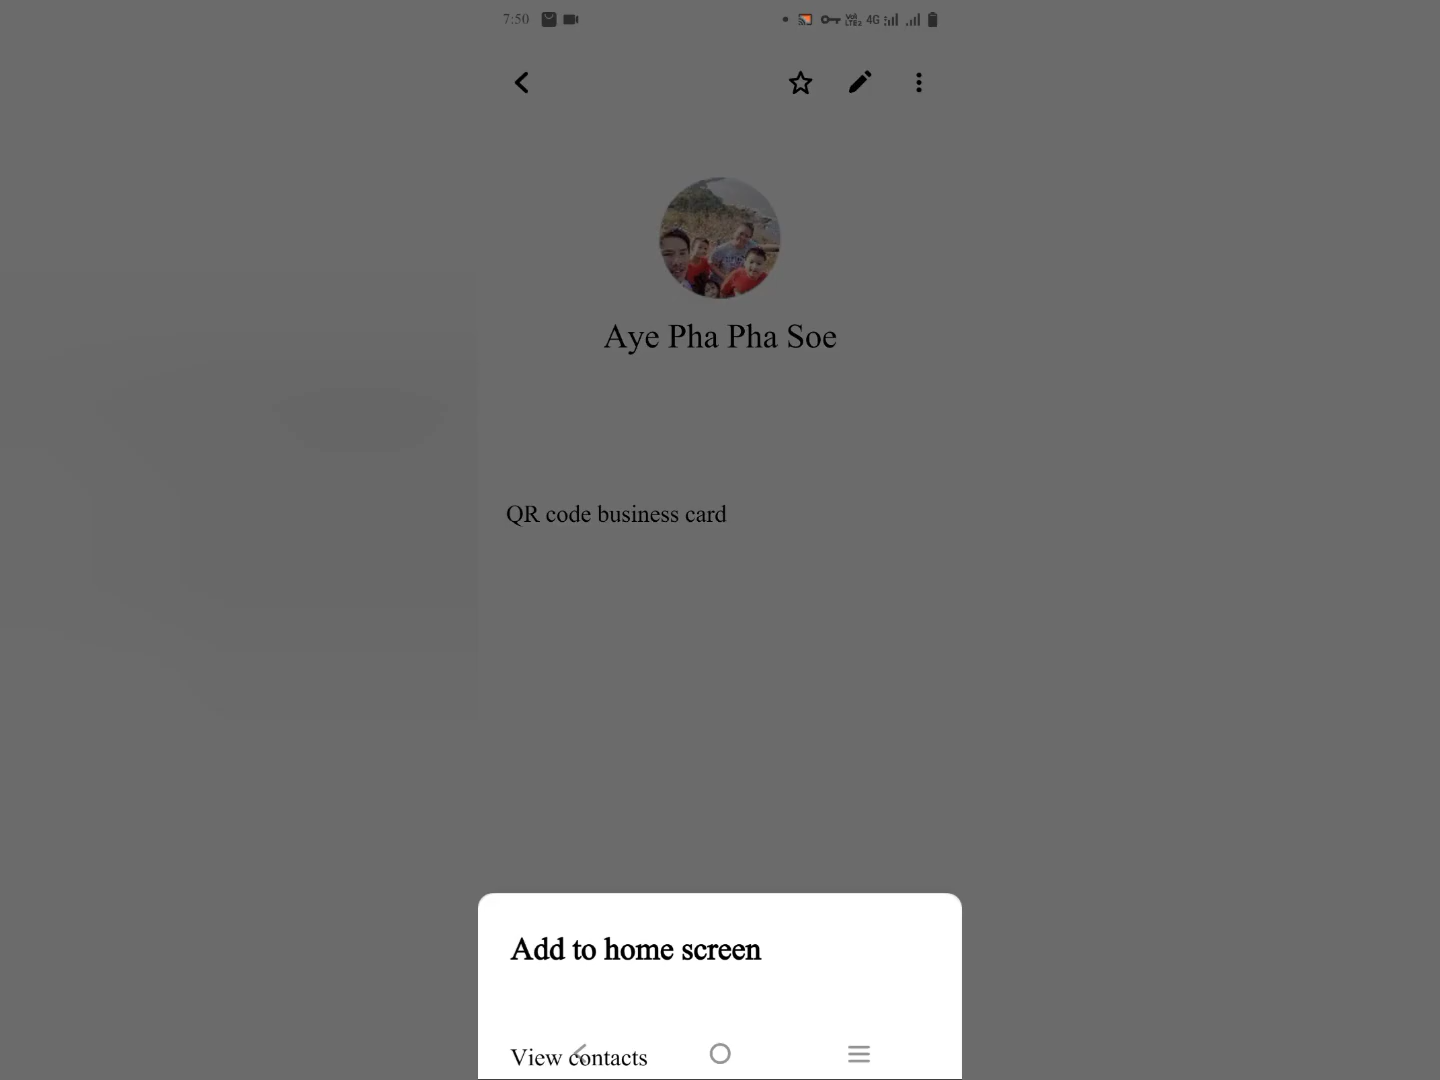 7:50
4G
Aye Pha Pha Soe
QR code business card
Add to home screen
View contacts